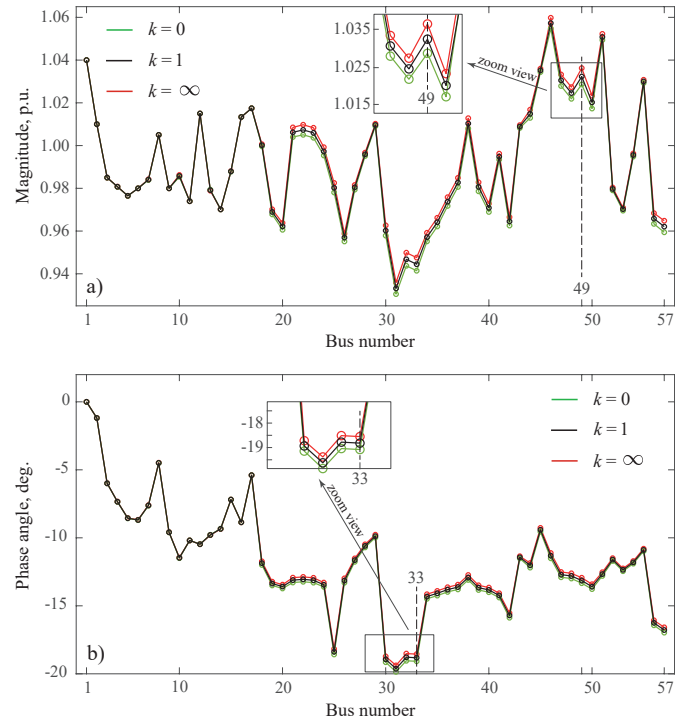 1.06
1.04
1.02
1.00
0.98
0.96
0.94
Magnitude, p.u.
k = 0
k = 1
k = ∞
1.035
1.025
1.015
49
zoom view
49
a)
1
10
20
30
40
50
57
Bus number
0
-5
-10
-15
-20
Phase angle, deg.
-18
-19
33
zoom view
33
k = 0
k = 1
k = ∞
b)
1
10
20
30
40
50
57
Bus number